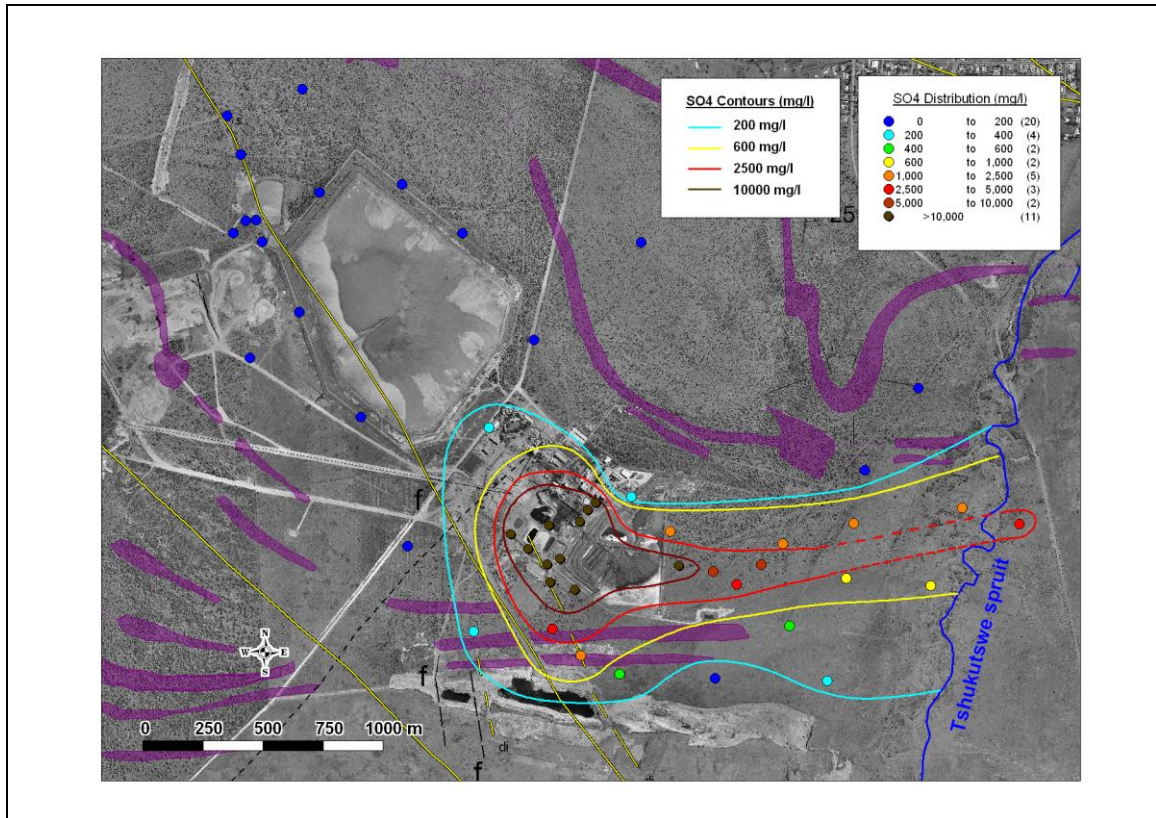 SO4 Contours (mg/l)
200 mg/l
600 mg/l
2500 mg/l
10000 mg/l
SO4 Distribution (mg/l)
0 to 200 (20)
200 to 400 (4)
400 to 600 (2)
600 to 1,000 (2)
1,000 to 2,500 (5)
2,500 to 5,000 (3)
5,000 to 10,000 (2)
>10,000 (11)
25
f
Tshukutswe spruit
N
W E
S
f
0 250 500 750 1000 m
di
f